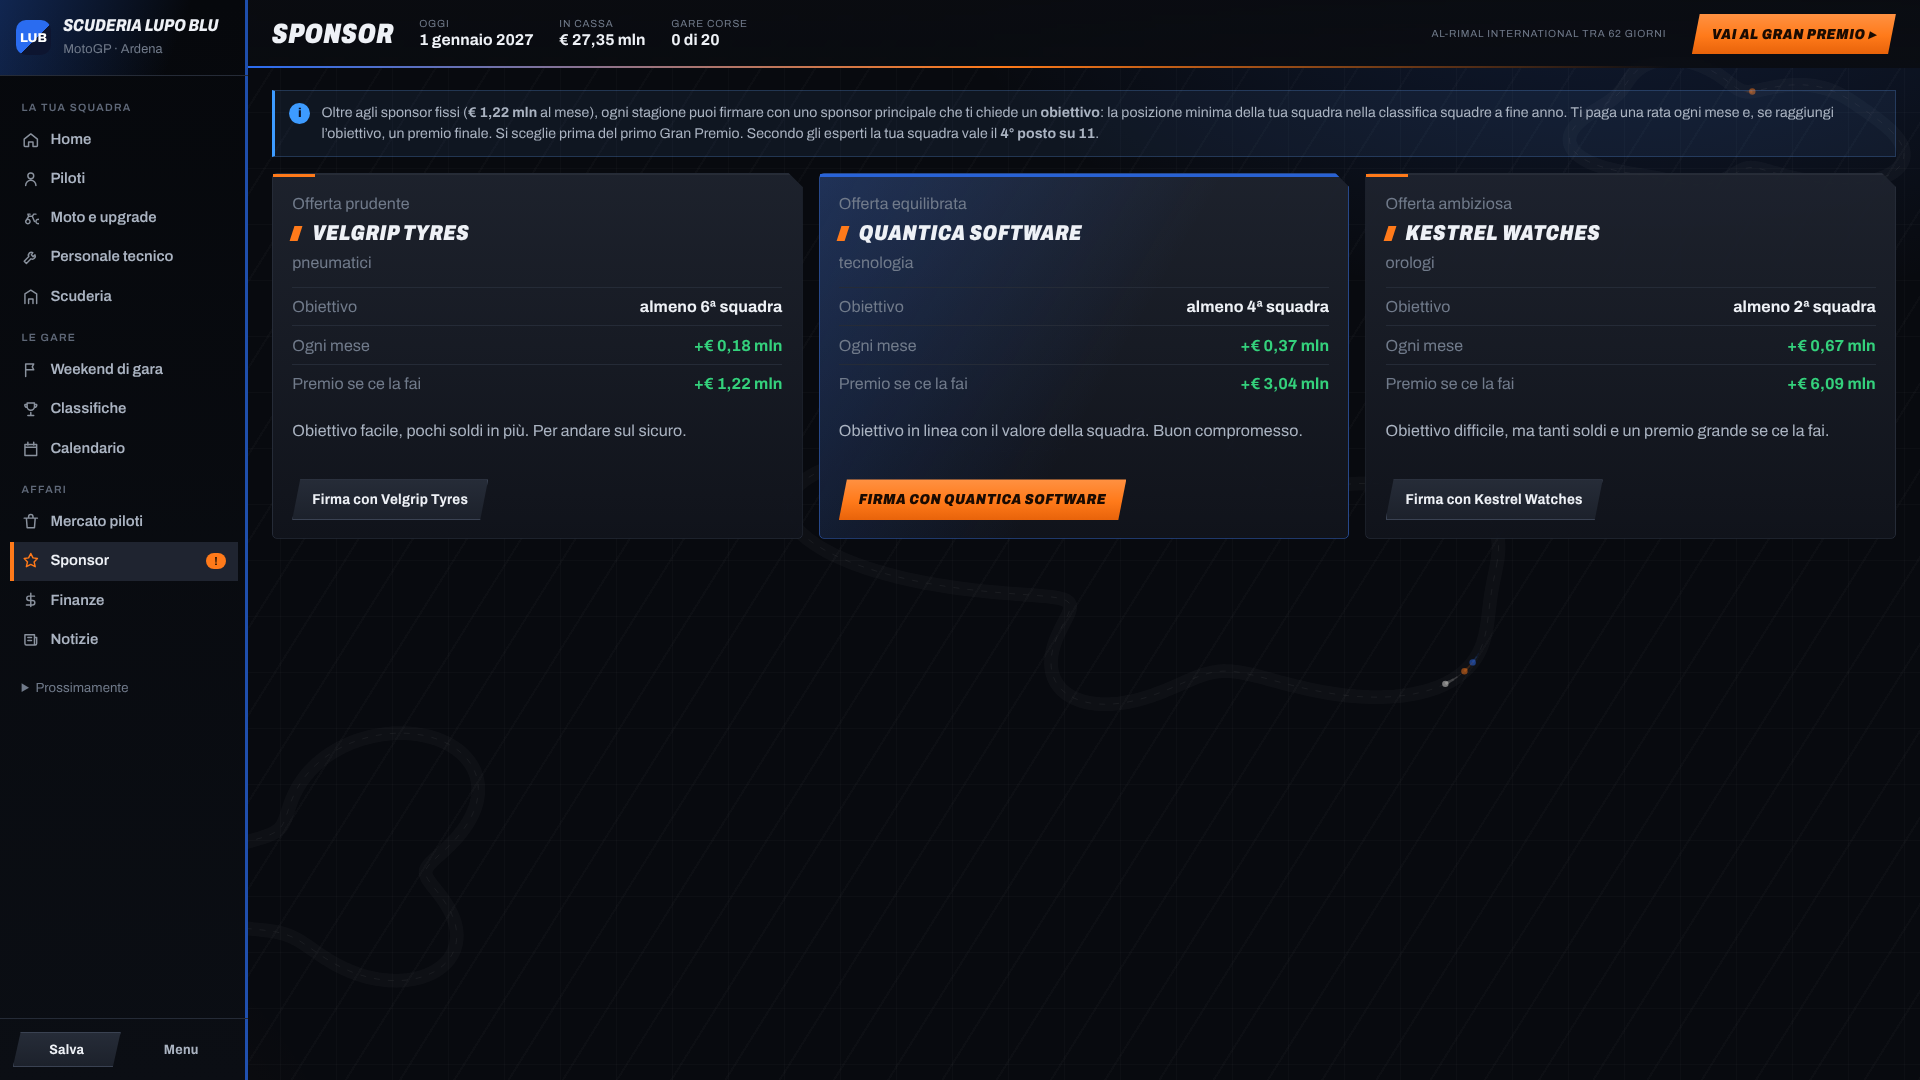 LUB
SCUDERIA LUPO BLU
MotoGP · Ardena
LA TUA SQUADRA
Home
Piloti
Moto e upgrade
Personale tecnico
Scuderia
LE GARE
Weekend di gara
Classifiche
Calendario
AFFARI
Mercato piloti
Sponsor !
Finanze
Notizie
Prossimamente
Salva
Menu
SPONSOR
OGGI
1 gennaio 2027
IN CASSA
€ 27,35 mln
GARE CORSE
0 di 20
AL-RIMAL INTERNATIONAL TRA 62 GIORNI
VAI AL GRAN PREMIO ▸
i
Oltre agli sponsor fissi (€ 1,22 mln al mese), ogni stagione puoi firmare con uno sponsor principale che ti chiede un obiettivo: la posizione minima della tua squadra nella classifica squadre a fine anno. Ti paga una rata ogni mese e, se raggiungi
l'obiettivo, un premio finale. Si sceglie prima del primo Gran Premio. Secondo gli esperti la tua squadra vale il 4° posto su 11.
Offerta prudente
VELGRIP TYRES
pneumatici
Obiettivo almeno 6ª squadra
Ogni mese +€ 0,18 mln
Premio se ce la fai +€ 1,22 mln
Obiettivo facile, pochi soldi in più. Per andare sul sicuro.
Firma con Velgrip Tyres
Offerta equilibrata
QUANTICA SOFTWARE
tecnologia
Obiettivo almeno 4ª squadra
Ogni mese +€ 0,37 mln
Premio se ce la fai +€ 3,04 mln
Obiettivo in linea con il valore della squadra. Buon compromesso.
FIRMA CON QUANTICA SOFTWARE
Offerta ambiziosa
KESTREL WATCHES
orologi
Obiettivo almeno 2ª squadra
Ogni mese +€ 0,67 mln
Premio se ce la fai +€ 6,09 mln
Obiettivo difficile, ma tanti soldi e un premio grande se ce la fai.
Firma con Kestrel Watches